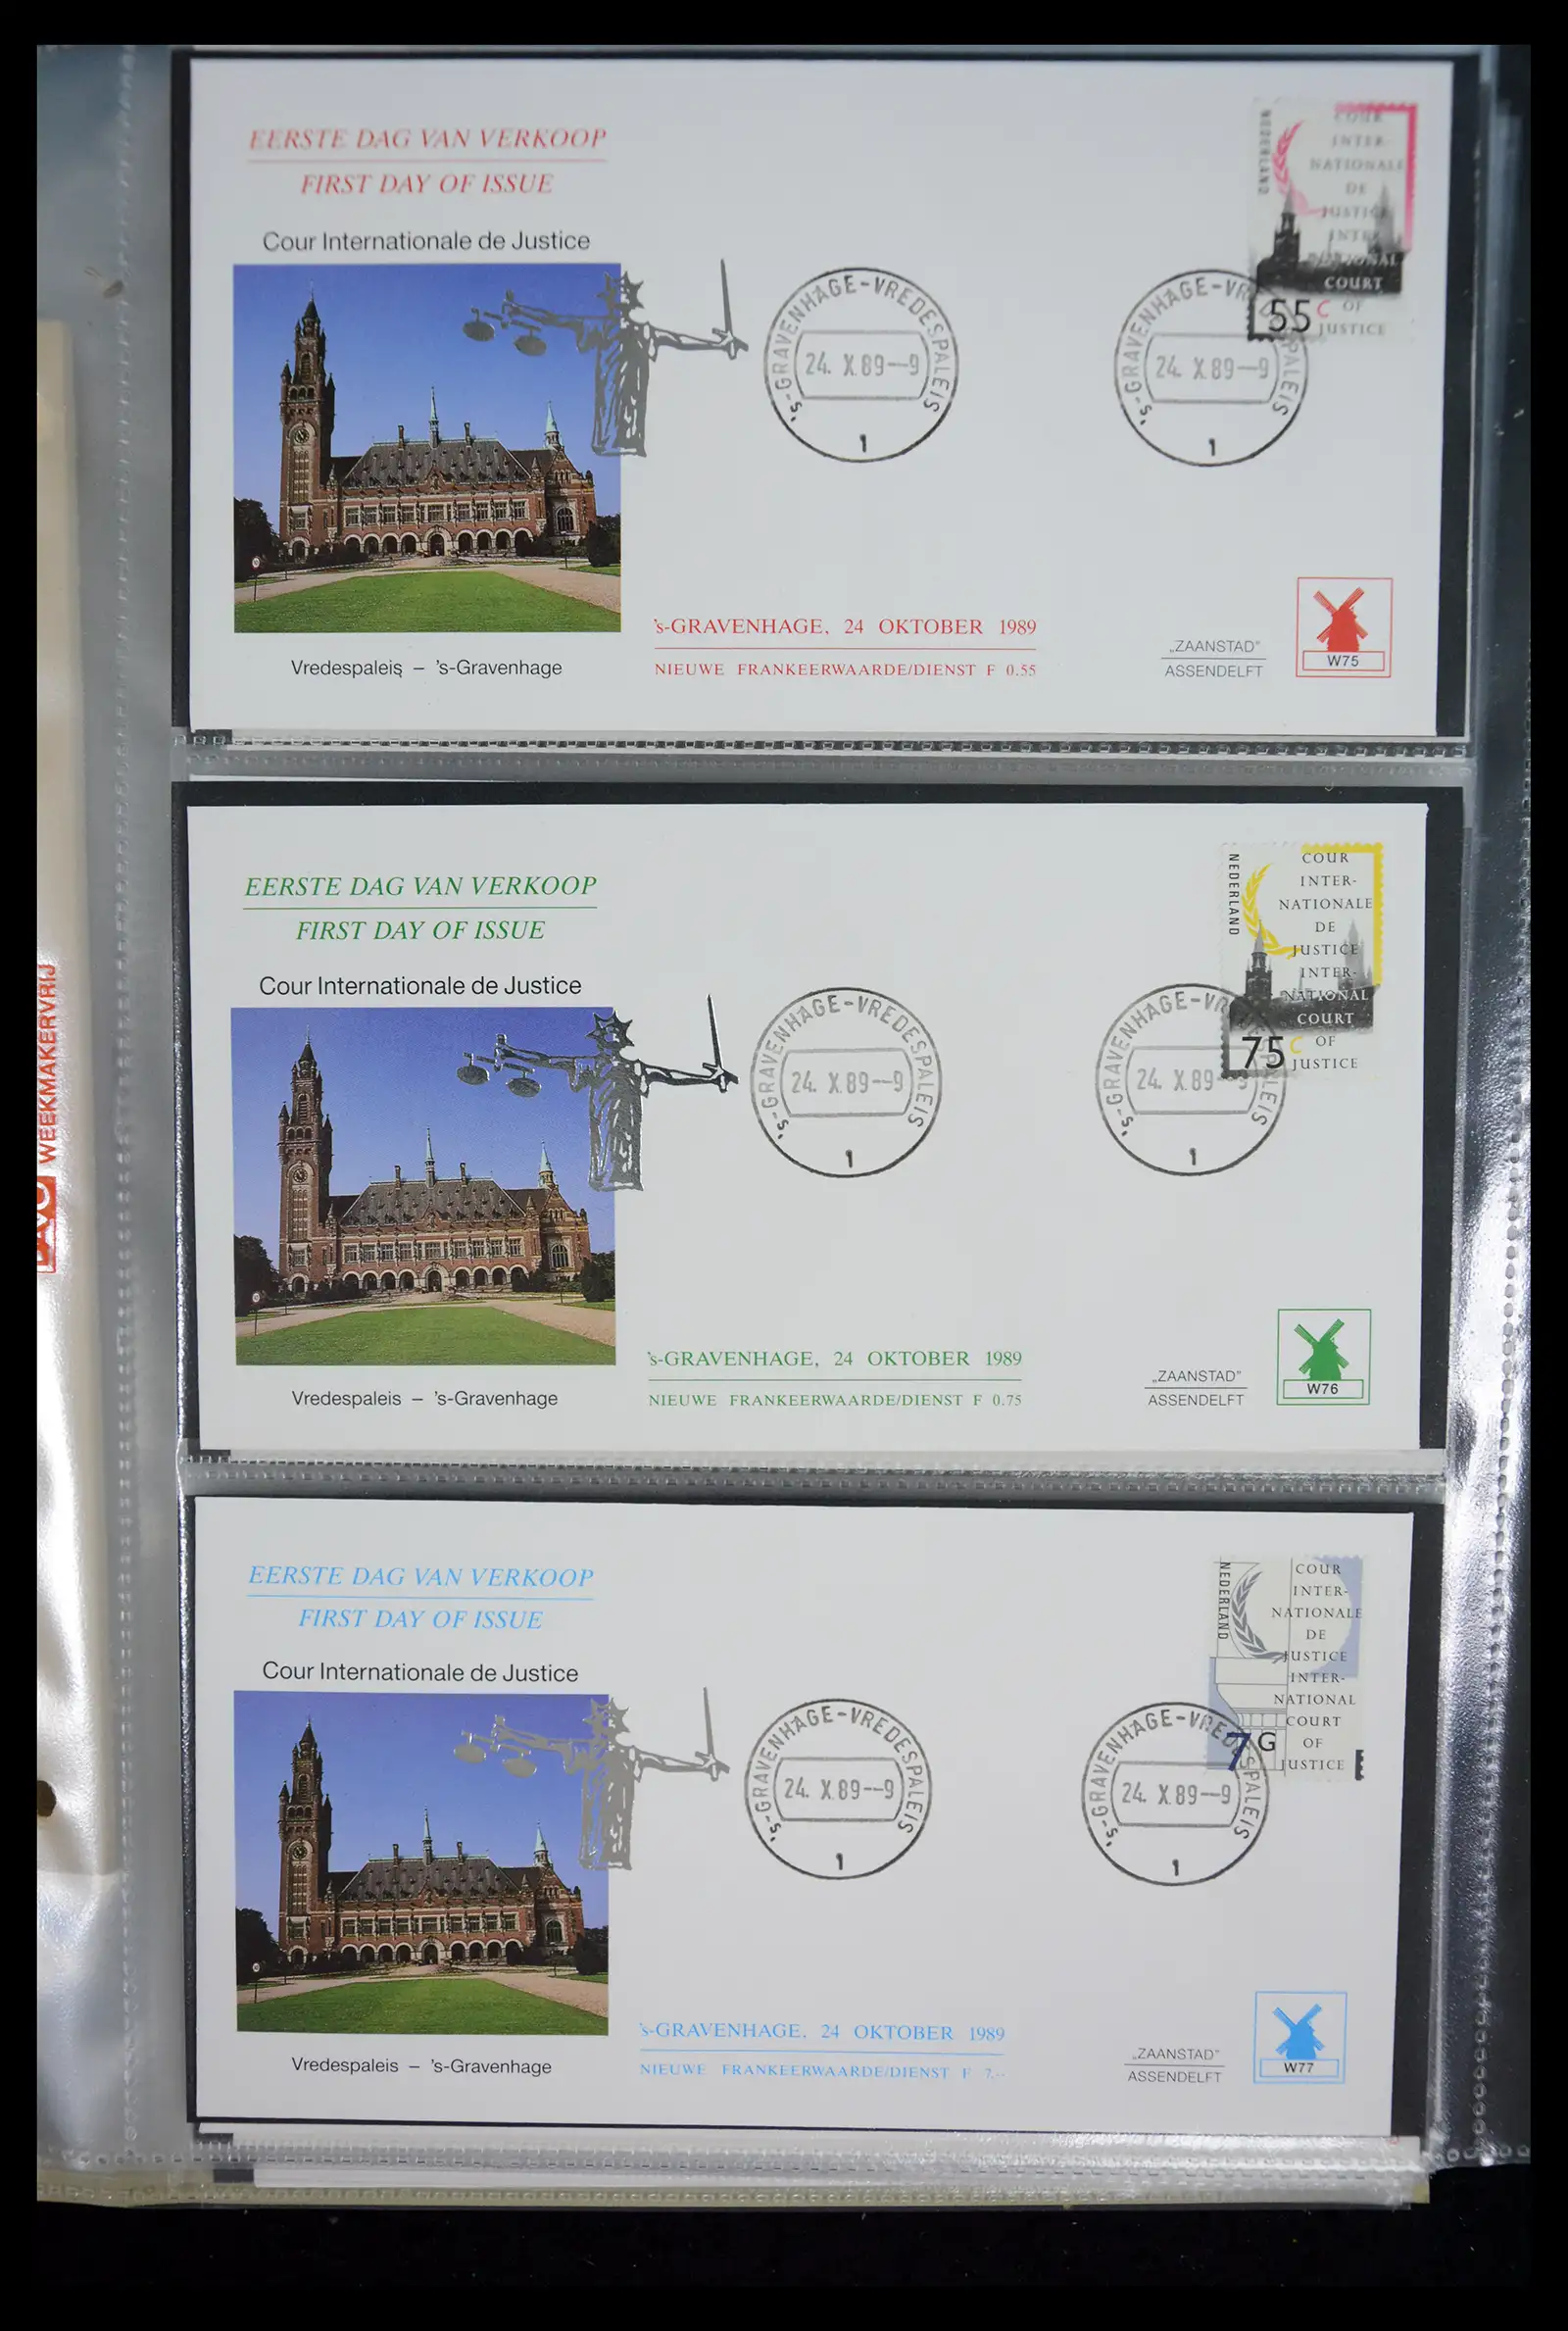 EERSTE DAG VAN VERKOOP
FIRST DAY OF ISSUE
Cour Internationale de Justice
Vredespaleis – 's-Gravenhage
's-GRAVENHAGE-VREDESPALEIS
24. X.89--9
1
's-GRAVENHAGE-VREDESPALEIS
24. X.89--9
1
NEDERLAND
COUR
INTER-
NATIONALE
DE
JUSTICE
INTER-
NATIONAL
COURT
OF
JUSTICE
55 C
's-GRAVENHAGE, 24 OKTOBER 1989
NIEUWE FRANKEERWAARDE/DIENST F 0.55
„ZAANSTAD”
ASSENDELFT
W75
EERSTE DAG VAN VERKOOP
FIRST DAY OF ISSUE
Cour Internationale de Justice
Vredespaleis – 's-Gravenhage
's-GRAVENHAGE-VREDESPALEIS
24. X.89--9
1
's-GRAVENHAGE-VREDESPALEIS
24. X.89--9
1
NEDERLAND
COUR
INTER-
NATIONALE
DE
JUSTICE
INTER-
NATIONAL
COURT
OF
JUSTICE
75 C
's-GRAVENHAGE, 24 OKTOBER 1989
NIEUWE FRANKEERWAARDE/DIENST F 0.75
„ZAANSTAD”
ASSENDELFT
W76
WEEKMAKERVRIJ
EERSTE DAG VAN VERKOOP
FIRST DAY OF ISSUE
Cour Internationale de Justice
Vredespaleis – 's-Gravenhage
's-GRAVENHAGE-VREDESPALEIS
24. X.89--9
1
's-GRAVENHAGE-VREDESPALEIS
24. X.89--9
1
NEDERLAND
COUR
INTER-
NATIONALE
DE
JUSTICE
INTER-
NATIONAL
COURT
OF
JUSTICE
7 G
's-GRAVENHAGE, 24 OKTOBER 1989
NIEUWE FRANKEERWAARDE/DIENST F 7.--
„ZAANSTAD”
ASSENDELFT
W77